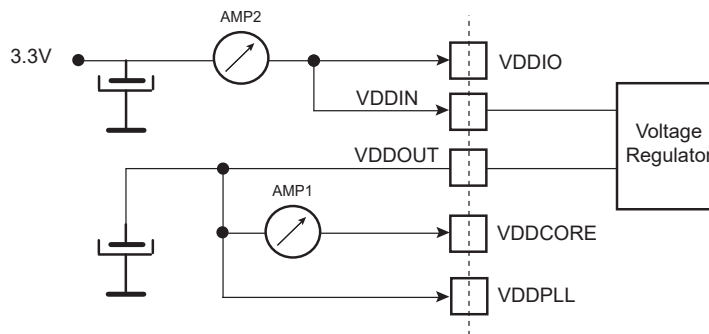 AMP2
3.3V
VDDIO
VDDIN
Voltage
Regulator
VDDOUT
AMP1
VDDCORE
VDDPLL